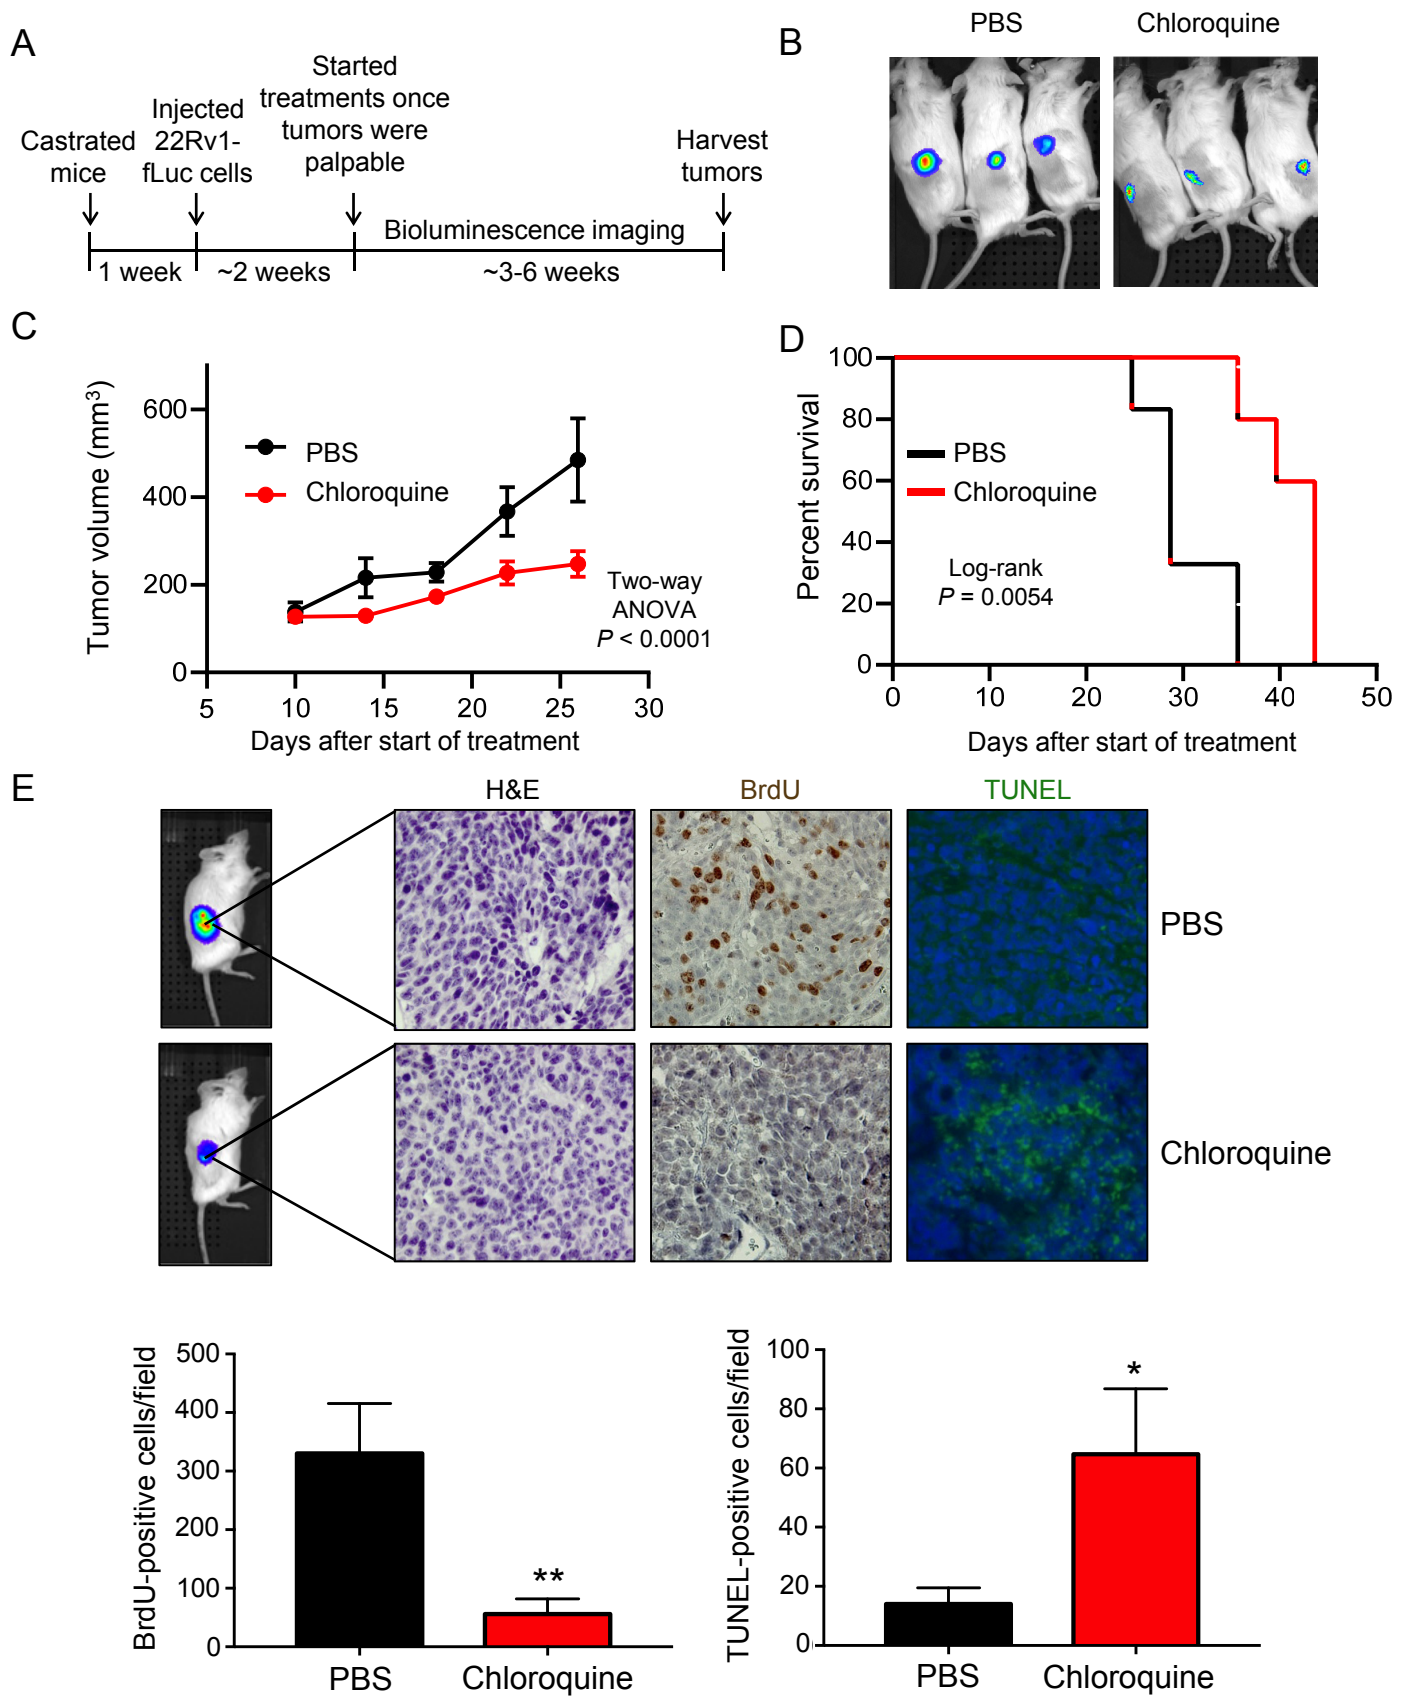 A
Castrated
mice
Injected
22Rv1-
fLuc cells
Started
treatments once
tumors were
palpable
Harvest
tumors
Bioluminescence imaging
1 week
~2 weeks
~3-6 weeks
B
PBS
Chloroquine
C
Tumor volume (mm³)
600
400
200
0
PBS
Chloroquine
Two-way
ANOVA
P < 0.0001
5
10
15
20
25
30
Days after start of treatment
D
Percent survival
100
80
60
40
20
0
PBS
Chloroquine
Log-rank
P = 0.0054
0
10
20
30
40
50
Days after start of treatment
E
H&E
BrdU
TUNEL
PBS
Chloroquine
BrdU-positive cells/field
500
400
300
200
100
0
**
PBS
Chloroquine
TUNEL-positive cells/field
100
80
60
40
20
0
*
PBS
Chloroquine